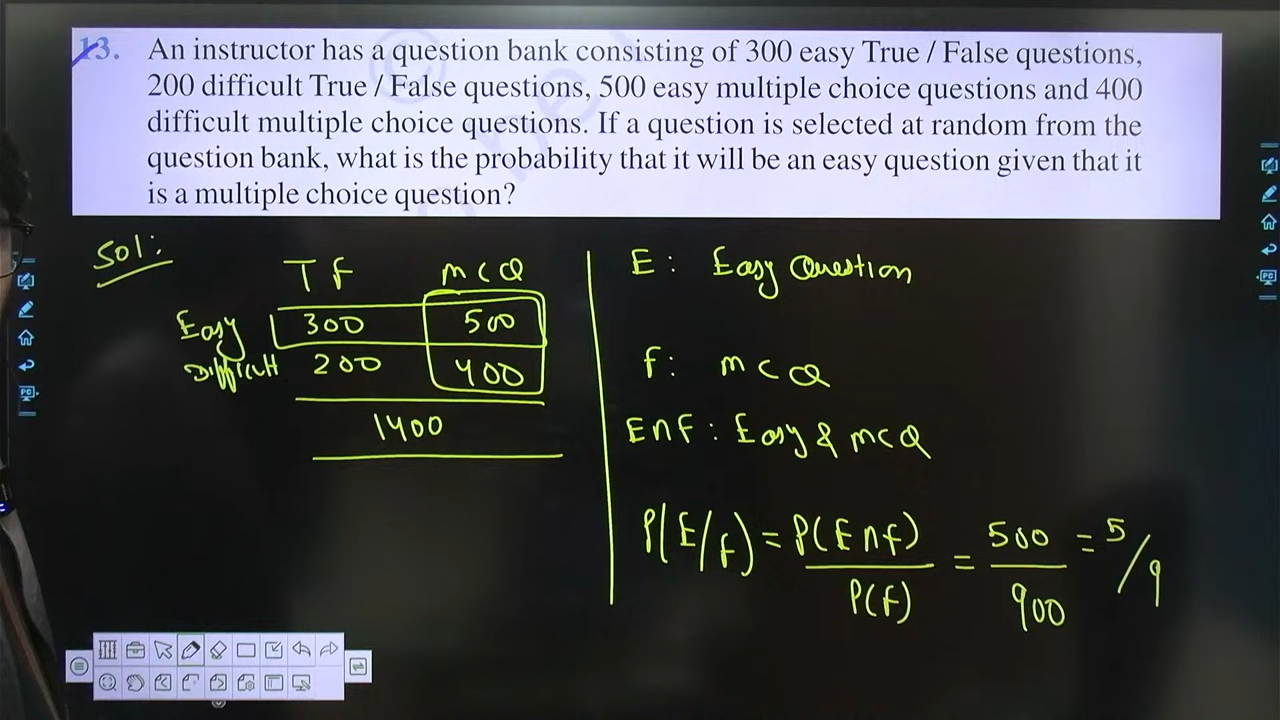 13. An instructor has a question bank consisting of 300 easy True / False questions,
200 difficult True / False questions, 500 easy multiple choice questions and 400
difficult multiple choice questions. If a question is selected at random from the
question bank, what is the probability that it will be an easy question given that it
is a multiple choice question?
Sol:
TF MCQ
Easy 300 500
Difficult 200 400
1400
E: Easy Question
F: MCQ
E∩F: Easy & MCQ
P(E/F) = P(E∩F) / P(F) = 500 / 900 = 5/9